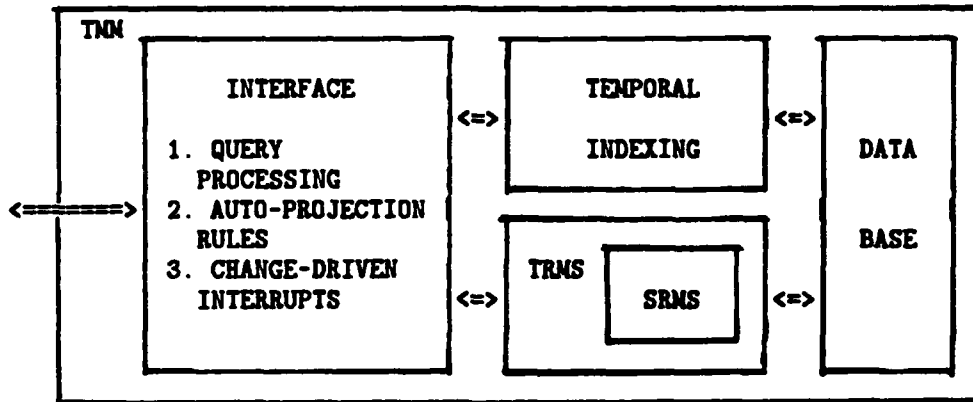 TMM
INTERFACE
1. QUERY
PROCESSING
2. AUTO-PROJECTION
RULES
3. CHANGE-DRIVEN
INTERRUPTS
<=====>
<=>
<=>
TEMPORAL
INDEXING
TRMS
SRMS
<=>
<=>
DATA
BASE